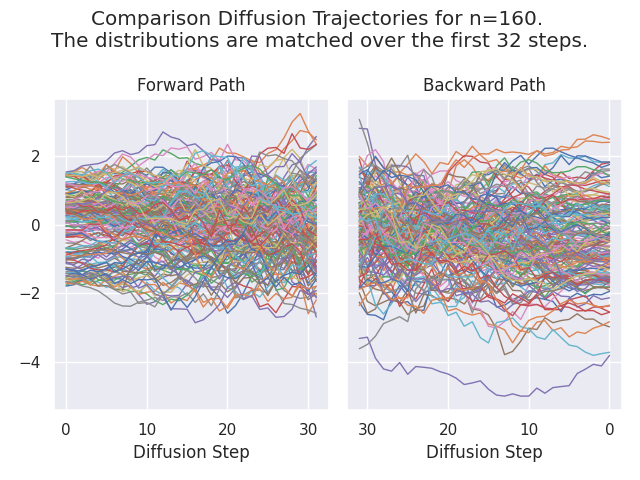 Comparison Diffusion Trajectories for n=160.
The distributions are matched over the first 32 steps.
Forward Path
Backward Path
2
0
−2
−4
0 10 20 30
30 20 10 0
Diffusion Step
Diffusion Step